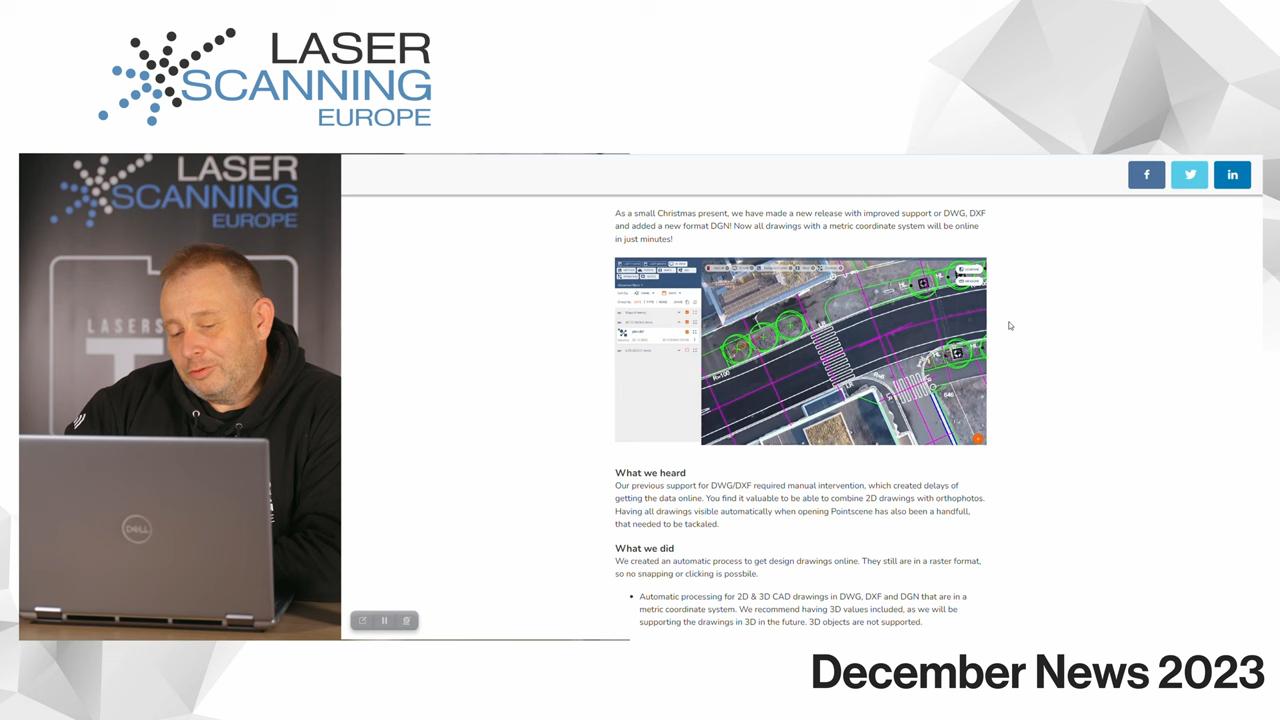 LASER
SCANNING
EUROPE
LASER
SCANNING
EUROPE
LASERS
DELL
f
in
As a small Christmas present, we have made a new release with improved support or DWG, DXF
and added a new format DGN! Now all drawings with a metric coordinate system will be online
in just minutes!
R=100
HL
HL
646
What we heard
Our previous support for DWG/DXF required manual intervention, which created delays of
getting the data online. You find it valuable to be able to combine 2D drawings with orthophotos.
Having all drawings visible automatically when opening Pointscene has also been a handfull,
that needed to be tackaled.
What we did
We created an automatic process to get design drawings online. They still are in a raster format,
so no snapping or clicking is possbile.
• Automatic processing for 2D & 3D CAD drawings in DWG, DXF and DGN that are in a
metric coordinate system. We recommend having 3D values included, as we will be
supporting the drawings in 3D in the future. 3D objects are not supported.
December News 2023